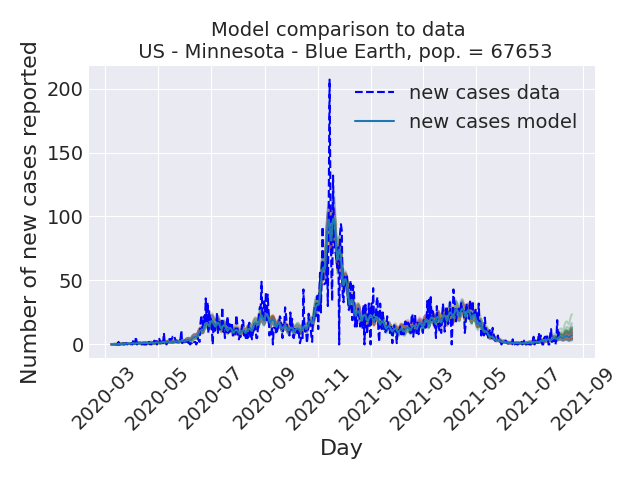 Model comparison to data
US - Minnesota - Blue Earth, pop. = 67653
new cases data
new cases model
Number of new cases reported
200
150
100
50
0
2020-03
2020-05
2020-07
2020-09
2020-11
2021-01
2021-03
2021-05
2021-07
2021-09
Day